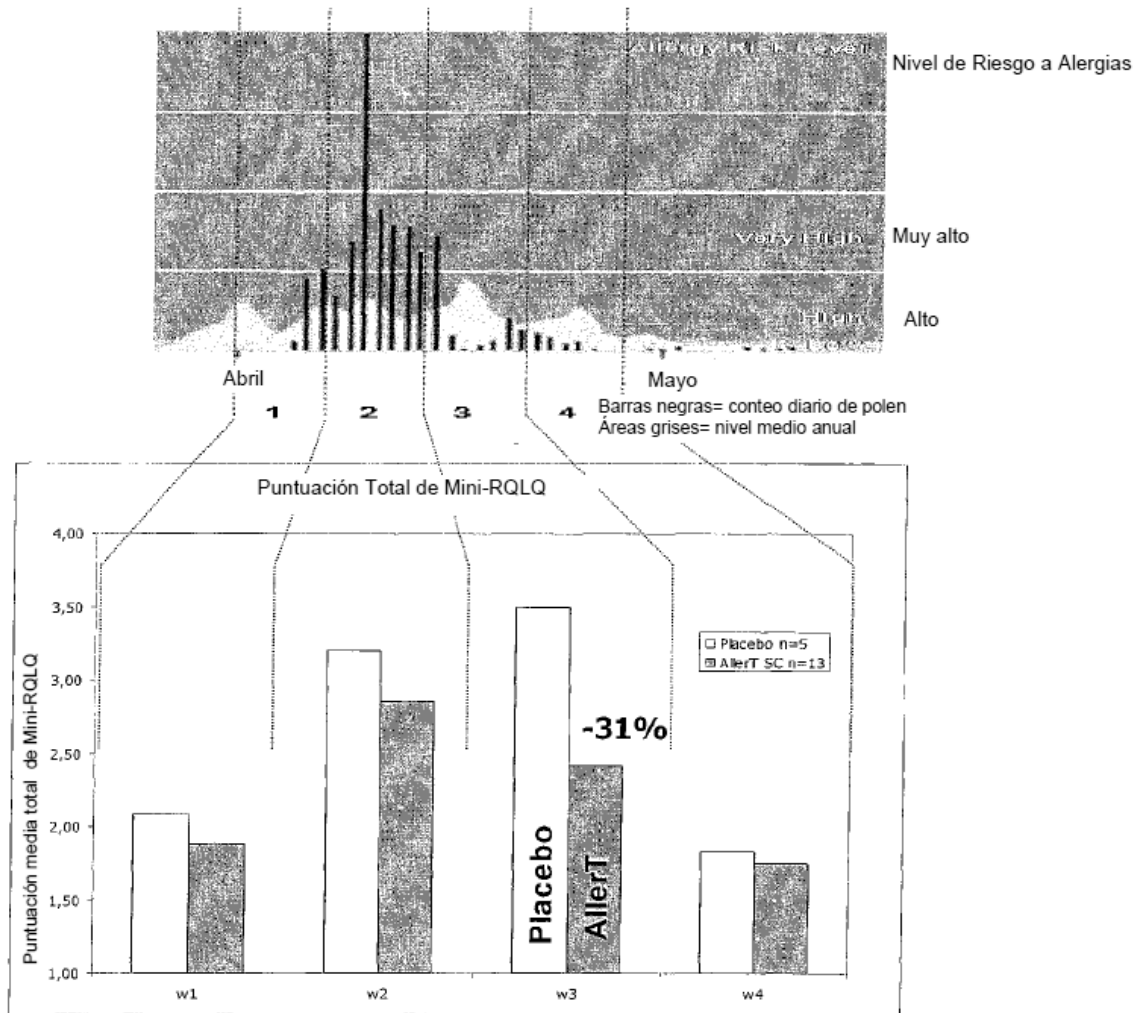 Allergy Risk Level
Nivel de Riesgo a Alergias
Very High
Muy alto
High
Alto
Abril
Mayo
1
2
3
4
Barras negras= conteo diario de polen
Áreas grises= nivel medio anual
Puntuación Total de Mini-RQLQ
Puntuación media total de Mini-RQLQ
4,00
3,50
3,00
2,50
2,00
1,50
1,00
Placebo n=5
AllerT SC n=13
-31%
Placebo
AllerT
w1
w2
w3
w4